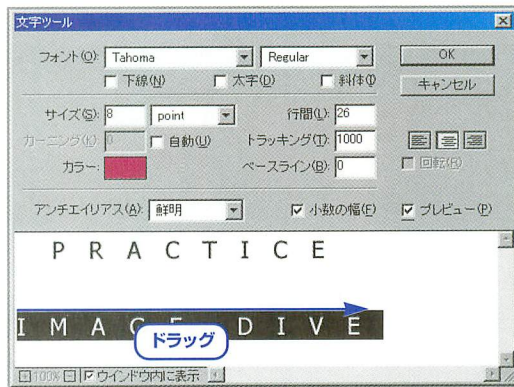 文字ツール
フォント(O): Tahoma Regular OK
下線(N) 太字(D) 斜体(I) キャンセル
サイズ(S): 8 point 行間(L): 26
カーニング(K) 0 自動(U) トラッキング(T): 1000
カラー: ベースライン(B): 0 回転(R)
アンチエイリアス(A): 鮮明 小数の幅(F) プレビュー(P)
PRACTICE
IMAGE DIVE
ドラッグ
100% ウインドウ内に表示